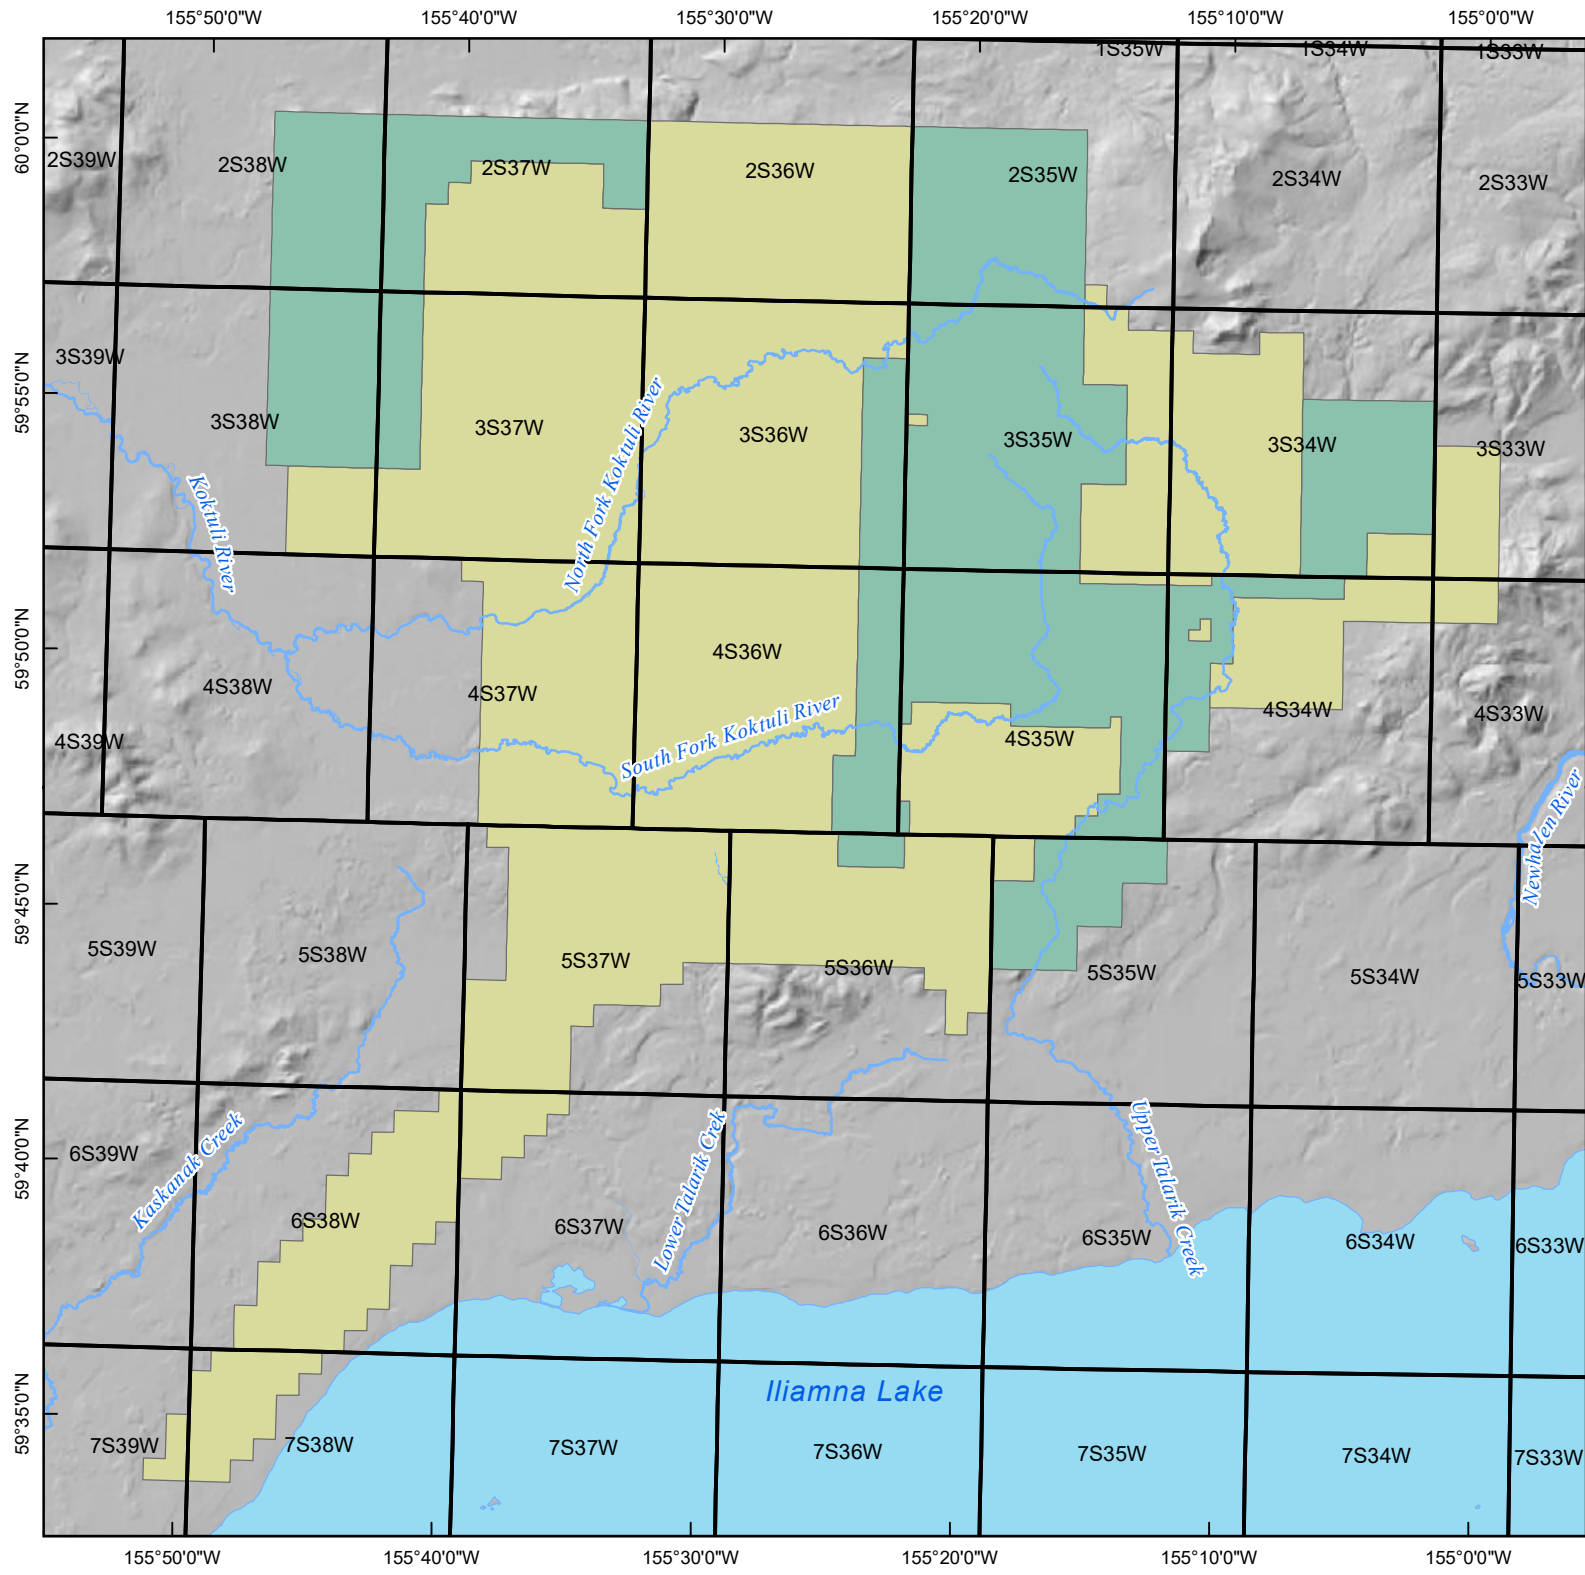 155°50'0"W 155°40'0"W 155°30'0"W 155°20'0"W 155°10'0"W 155°0'0"W
1S35W 1S34W 1S33W
60°0'0"N
2S39W 2S38W 2S37W 2S36W 2S35W 2S34W 2S33W
59°55'0"N
3S39W 3S38W 3S37W 3S36W 3S35W 3S34W 3S33W
Koktuli River
North Fork Koktuli River
59°50'0"N
4S39W 4S38W 4S37W 4S36W 4S35W 4S34W 4S33W
South Fork Koktuli River
Newhalen River
59°45'0"N
5S39W 5S38W 5S37W 5S36W 5S35W 5S34W 5S33W
59°40'0"N
Kaskanak Creek
Lower Talarik Crek
Upper Talarik Creek
6S39W 6S38W 6S37W 6S36W 6S35W 6S34W 6S33W
59°35'0"N
Iliamna Lake
7S39W 7S38W 7S37W 7S36W 7S35W 7S34W 7S33W
155°50'0"W 155°40'0"W 155°30'0"W 155°20'0"W 155°10'0"W 155°0'0"W